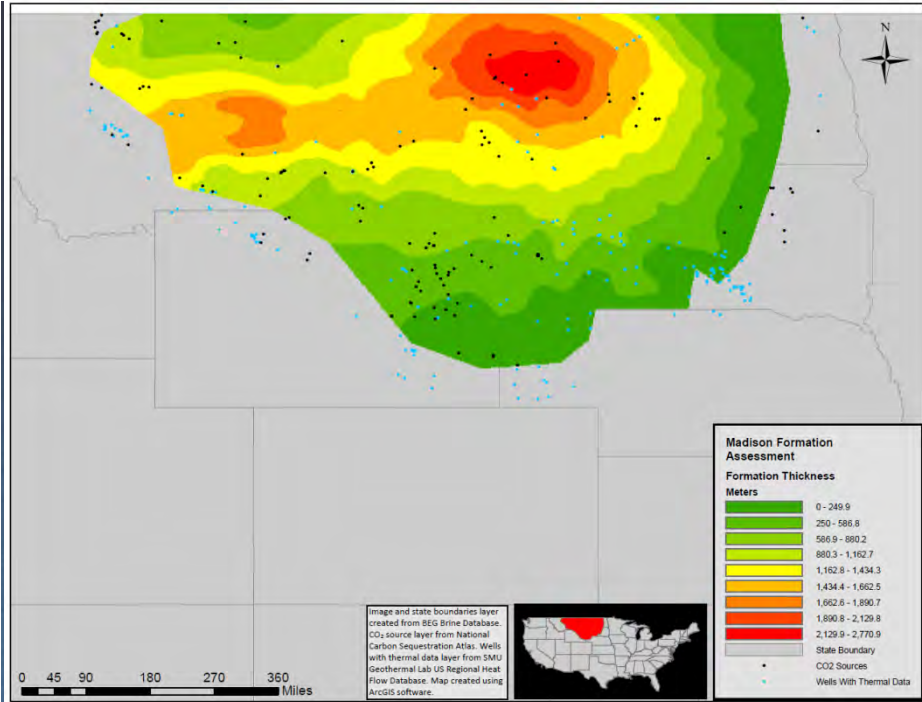 N
Madison Formation
Assessment
Formation Thickness
Meters
0 - 249.9
250 - 586.8
586.9 - 880.2
880.3 - 1,162.7
1,162.8 - 1,434.3
1,434.4 - 1,662.5
1,662.6 - 1,890.7
1,890.8 - 2,129.8
2,129.9 - 2,770.9
State Boundary
CO2 Sources
Wells With Thermal Data
Image and state boundaries layer
created from BEG Brine Database.
CO₂ source layer from National
Carbon Sequestration Atlas. Wells
with thermal data layer from SMU
Geothermal Lab US Regional Heat
Flow Database. Map created using
ArcGIS software.
0 45 90 180 270 360
Miles